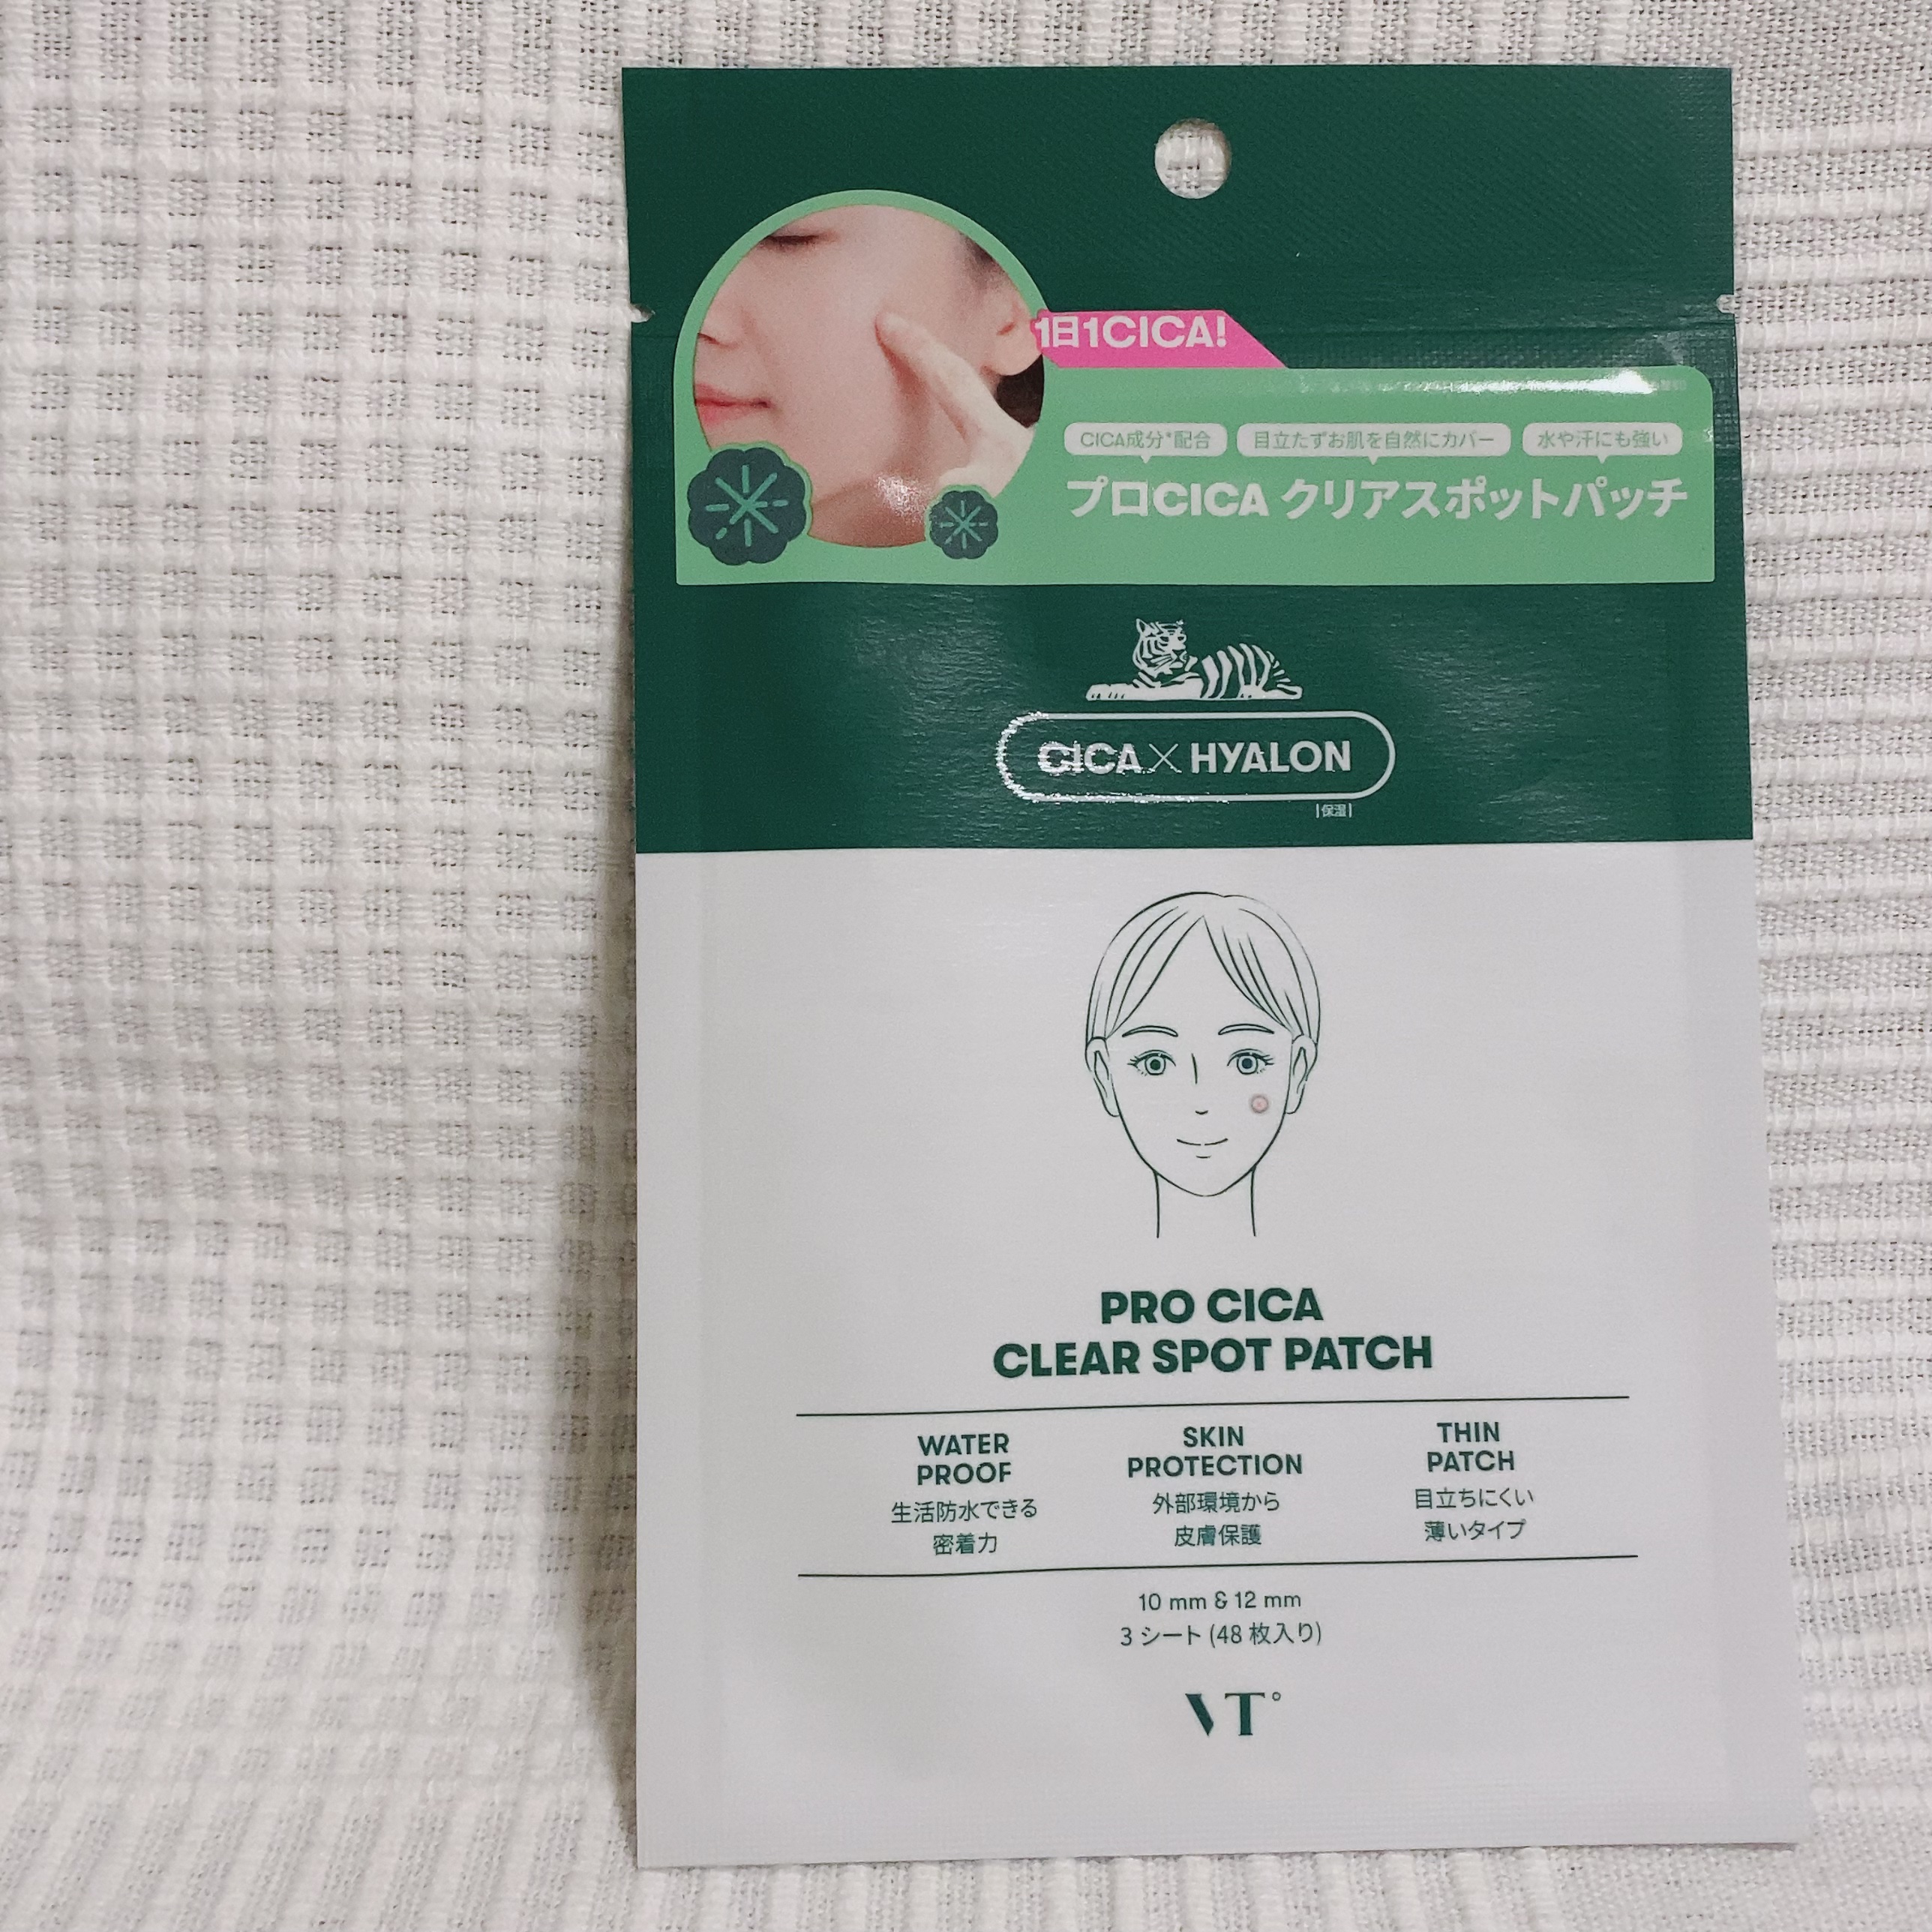 1日1CICA!
CICA成分*配合 目立たずお肌を自然にカバー 水や汗にも強い
プロCICA クリアスポットパッチ
CICA×HYALON
|保湿|
PRO CICA
CLEAR SPOT PATCH
WATER
PROOF
生活防水できる
密着力
SKIN
PROTECTION
外部環境から
皮膚保護
THIN
PATCH
目立ちにくい
薄いタイプ
10 mm & 12 mm
3 シート (48 枚入り)
VT°